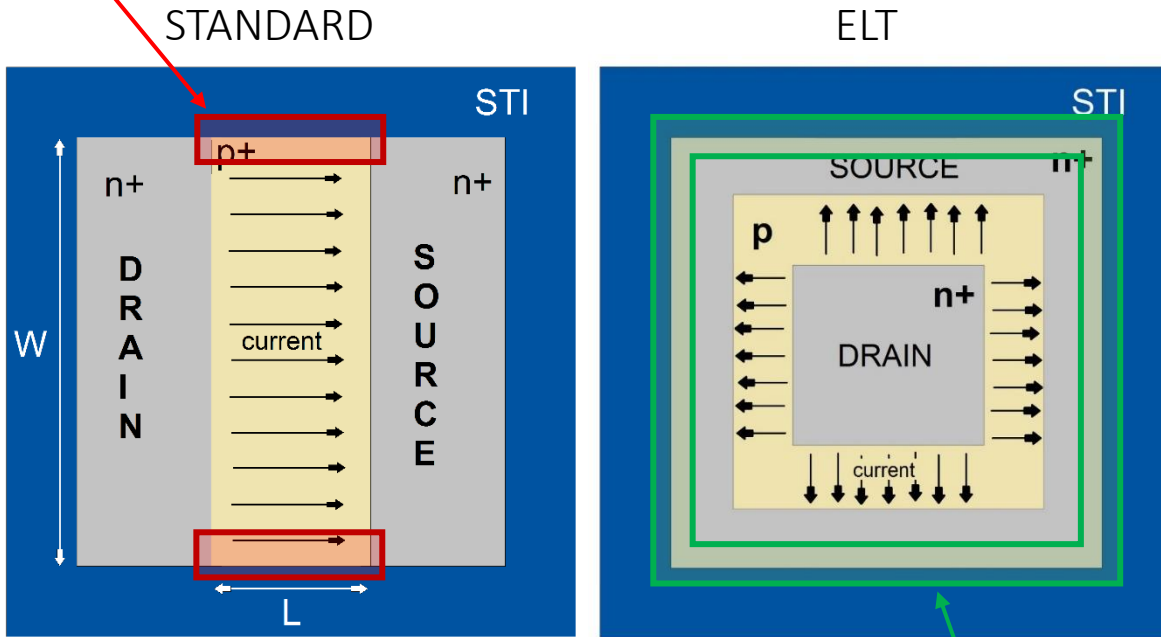 STANDARD
STI
p+
n+
n+
D
R
A
I
N
S
O
U
R
C
E
W
current
L
ELT
STI
n+
SOURCE
p
n+
DRAIN
current